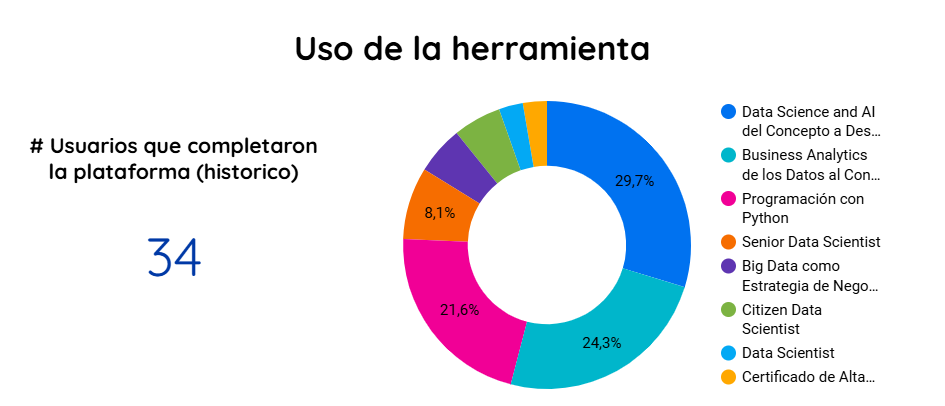 Uso de la herramienta
# Usuarios que completaron
la plataforma (historico)
34
29,7%
24,3%
21,6%
8,1%
Data Science and AI
del Concepto a Des...
Business Analytics
de los Datos al Con...
Programación con
Python
Senior Data Scientist
Big Data como
Estrategia de Nego...
Citizen Data
Scientist
Data Scientist
Certificado de Alta...